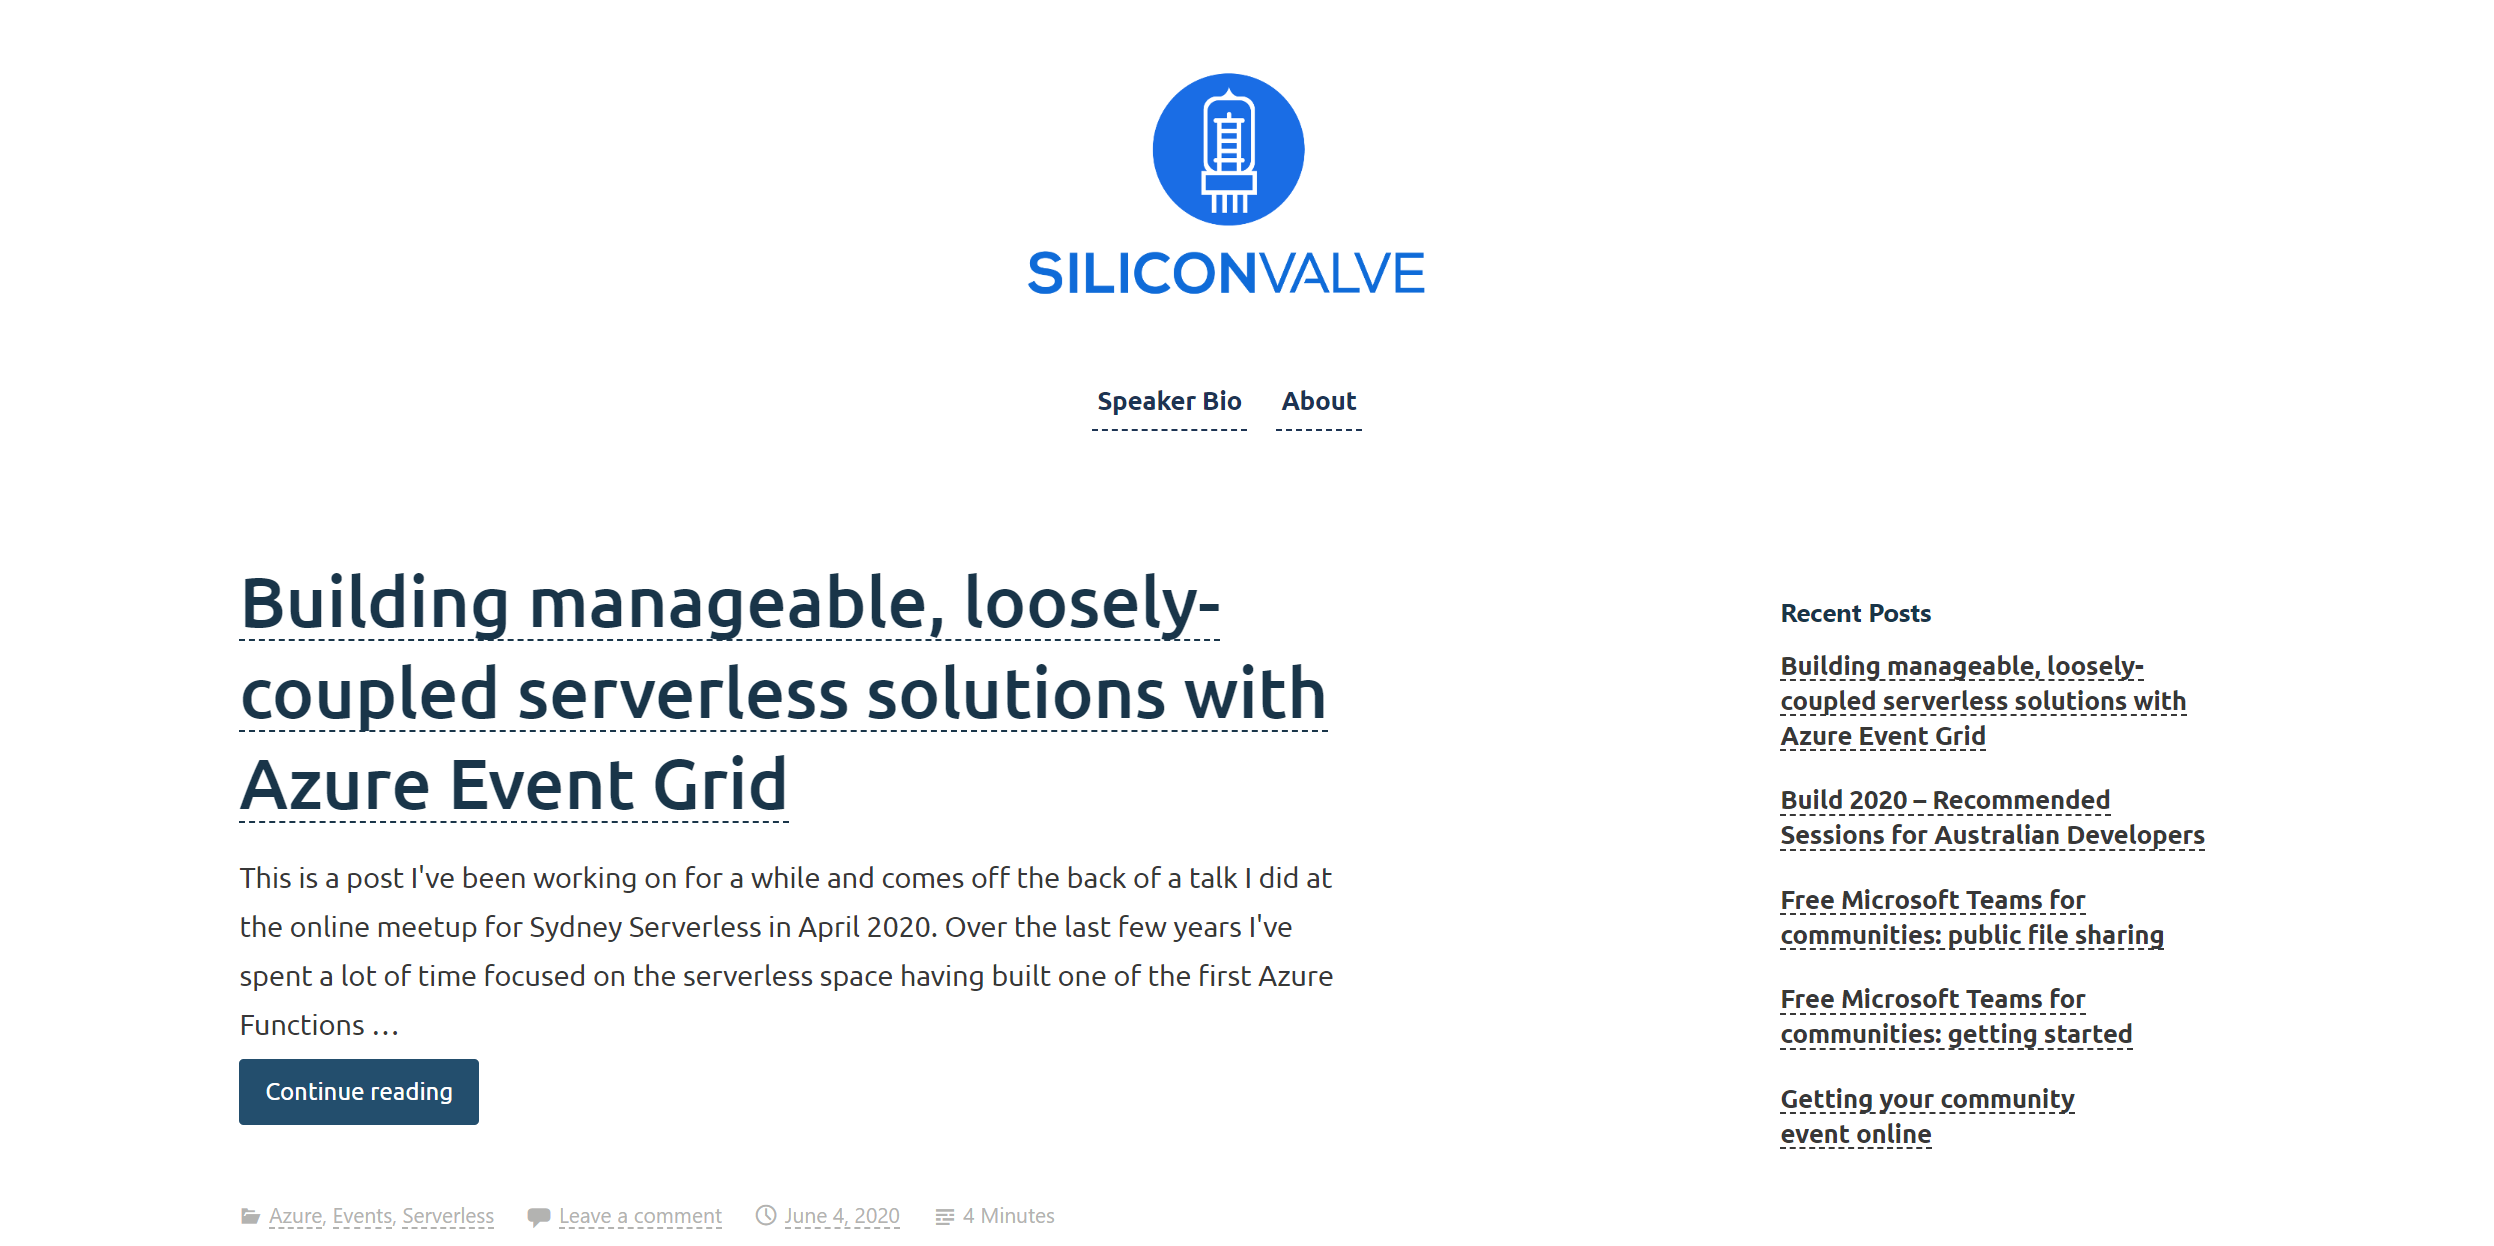 SILICONVALVE
Speaker Bio About
Building manageable, loosely-
coupled serverless solutions with
Azure Event Grid
This is a post I've been working on for a while and comes off the back of a talk I did at
the online meetup for Sydney Serverless in April 2020. Over the last few years I've
spent a lot of time focused on the serverless space having built one of the first Azure
Functions …
Continue reading
Azure, Events, Serverless Leave a comment June 4, 2020 4 Minutes
Recent Posts
Building manageable, loosely-
coupled serverless solutions with
Azure Event Grid
Build 2020 – Recommended
Sessions for Australian Developers
Free Microsoft Teams for
communities: public file sharing
Free Microsoft Teams for
communities: getting started
Getting your community
event online